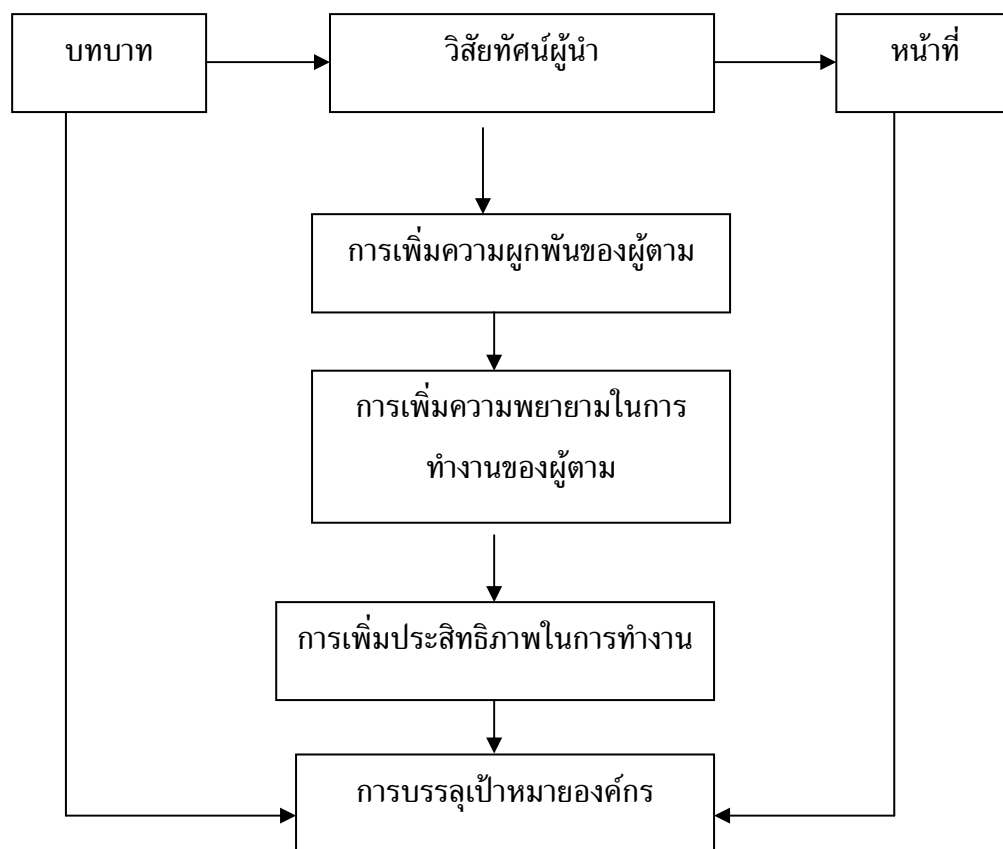 บทบาท
วิสัยทัศน์ผู้นำ
หน้าที่
การเพิ่มความผูกพันของผู้ตาม
การเพิ่มความพยายามในการ
ทำงานของผู้ตาม
การเพิ่มประสิทธิภาพในการทำงาน
การบรรลุเป้าหมายองค์กร